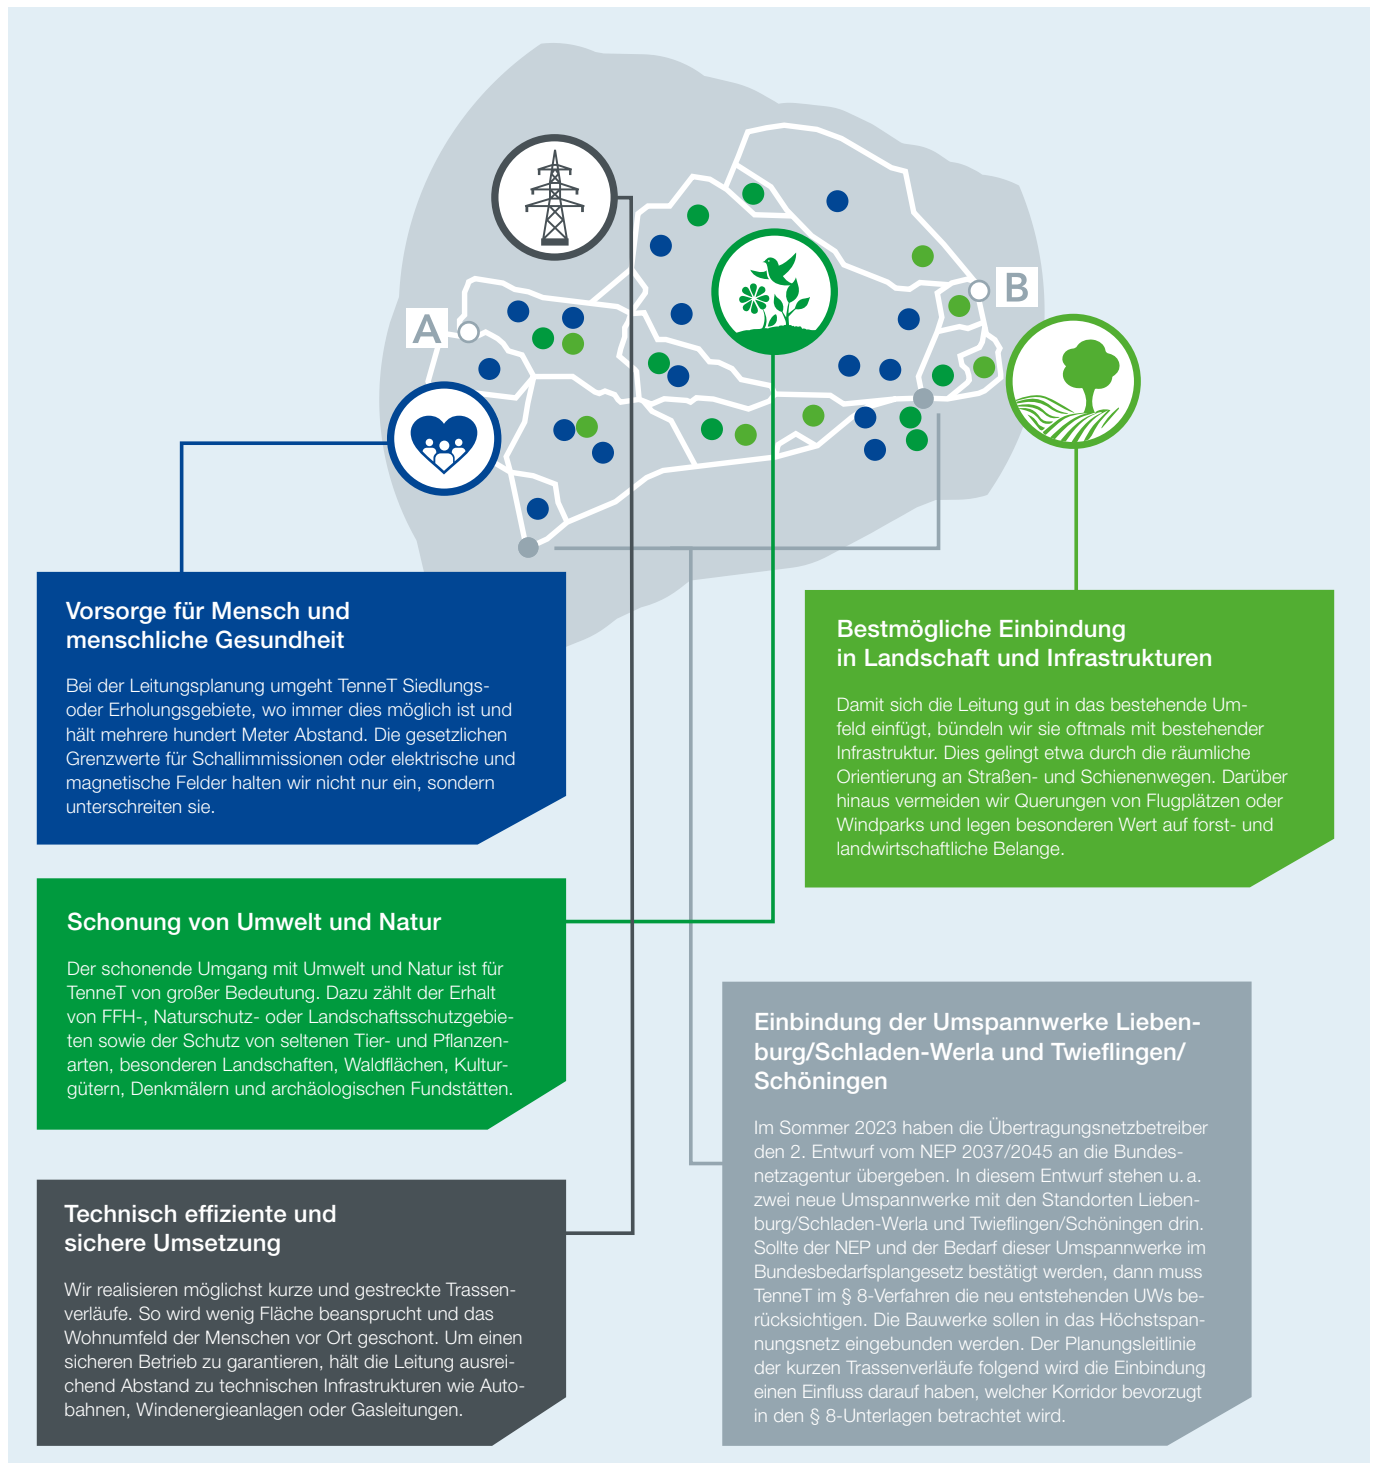 A
B
Vorsorge für Mensch und
menschliche Gesundheit
Bei der Leitungsplanung umgeht TenneT Siedlungs-
oder Erholungsgebiete, wo immer dies möglich ist und
hält mehrere hundert Meter Abstand. Die gesetzlichen
Grenzwerte für Schallimmissionen oder elektrische und
magnetische Felder halten wir nicht nur ein, sondern
unterschreiten sie.
Bestmögliche Einbindung
in Landschaft und Infrastrukturen
Damit sich die Leitung gut in das bestehende Um-
feld einfügt, bündeln wir sie oftmals mit bestehender
Infrastruktur. Dies gelingt etwa durch die räumliche
Orientierung an Straßen- und Schienenwegen. Darüber
hinaus vermeiden wir Querungen von Flugplätzen oder
Windparks und legen besonderen Wert auf forst- und
landwirtschaftliche Belange.
Schonung von Umwelt und Natur
Der schonende Umgang mit Umwelt und Natur ist für
TenneT von großer Bedeutung. Dazu zählt der Erhalt
von FFH-, Naturschutz- oder Landschaftsschutzgebie-
ten sowie der Schutz von seltenen Tier- und Pflanzen-
arten, besonderen Landschaften, Waldflächen, Kultur-
gütern, Denkmälern und archäologischen Fundstätten.
Einbindung der Umspannwerke Lieben-
burg/Schladen-Werla und Twieflingen/
Schöningen
Im Sommer 2023 haben die Übertragungsnetzbetreiber
den 2. Entwurf vom NEP 2037/2045 an die Bundes-
netzagentur übergeben. In diesem Entwurf stehen u. a.
zwei neue Umspannwerke mit den Standorten Lieben-
burg/Schladen-Werla und Twieflingen/Schöningen drin.
Sollte der NEP und der Bedarf dieser Umspannwerke im
Bundesbedarfsplangesetz bestätigt werden, dann muss
TenneT im § 8-Verfahren die neu entstehenden UWs be-
rücksichtigen. Die Bauwerke sollen in das Höchstspan-
nungsnetz eingebunden werden. Der Planungsleitlinie
der kurzen Trassenverläufe folgend wird die Einbindung
einen Einfluss darauf haben, welcher Korridor bevorzugt
in den § 8-Unterlagen betrachtet wird.
Technisch effiziente und
sichere Umsetzung
Wir realisieren möglichst kurze und gestreckte Trassen-
verläufe. So wird wenig Fläche beansprucht und das
Wohnumfeld der Menschen vor Ort geschont. Um einen
sicheren Betrieb zu garantieren, hält die Leitung ausrei-
chend Abstand zu technischen Infrastrukturen wie Auto-
bahnen, Windenergieanlagen oder Gasleitungen.